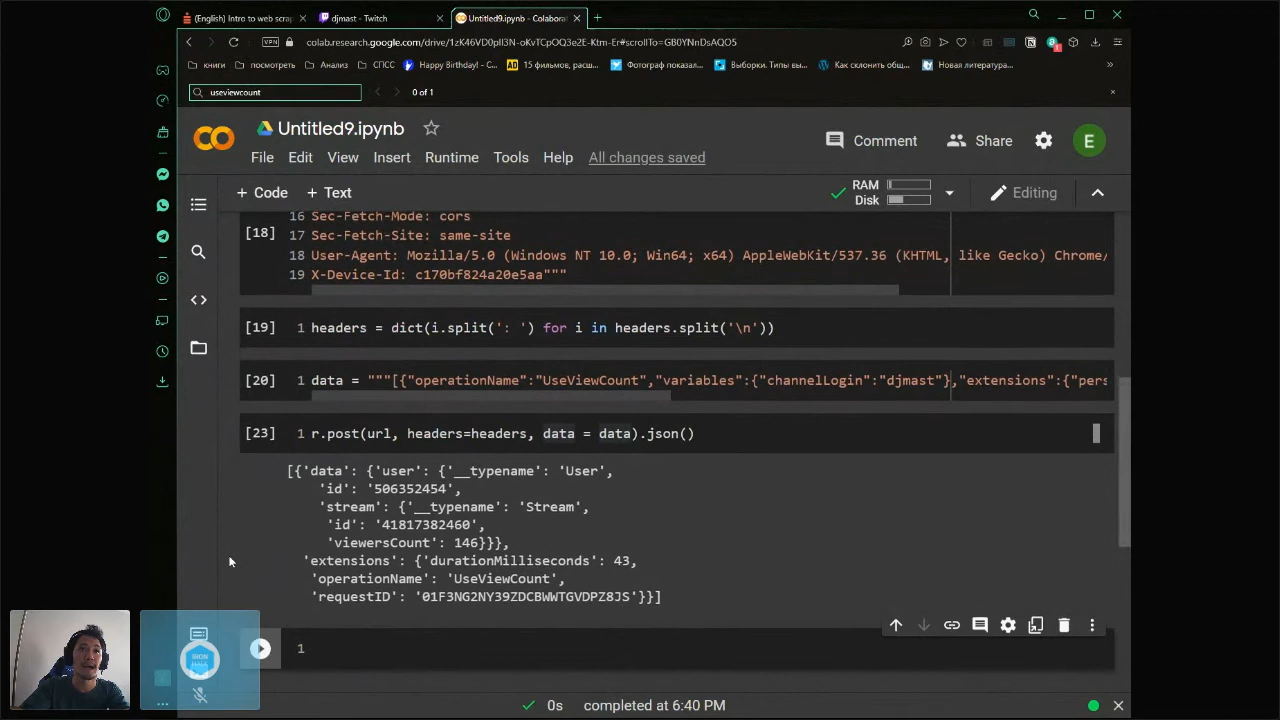 (English) Intro to web scrap
djmast - Twitch
Untitled9.ipynb - Colabora
VPN
colab.research.google.com/drive/1zK46VD0pII3N-oKvTCpOQ3e2E-Ktm-Er#scrollTo=GB0YNnDsAQO5
книги
посмотреть
Анализ
СПСС
Happy Birthday! - C...
15 фильмов, расш...
Фотограф показал...
Выборки. Типы вы...
Как склонить общ...
Новая литература...
useviewcount
0 of 1
Untitled9.ipynb
Comment
Share
E
File Edit View Insert Runtime Tools Help All changes saved
+ Code + Text
RAM
Disk
Editing
16 Sec-Fetch-Mode: cors
[18]
17 Sec-Fetch-Site: same-site
18 User-Agent: Mozilla/5.0 (Windows NT 10.0; Win64; x64) AppleWebKit/537.36 (KHTML, like Gecko) Chrome/
19 X-Device-Id: c170bf824a20e5aa"""
[19] 1 headers = dict(i.split(': ') for i in headers.split('\n'))
[20] 1 data = """[{"operationName":"UseViewCount","variables":{"channelLogin":"djmast"},"extensions":{"pers
[23] 1 r.post(url, headers=headers, data = data).json()
[{'data': {'user': {'__typename': 'User',
'id': '506352454',
'stream': {'__typename': 'Stream',
'id': '41817382460',
'viewersCount': 146}}},
'extensions': {'durationMilliseconds': 43,
'operationName': 'UseViewCount',
'requestID': '01F3NG2NY39ZDCBWWTGVDPZ8JS'}}]
1
0s completed at 6:40 PM